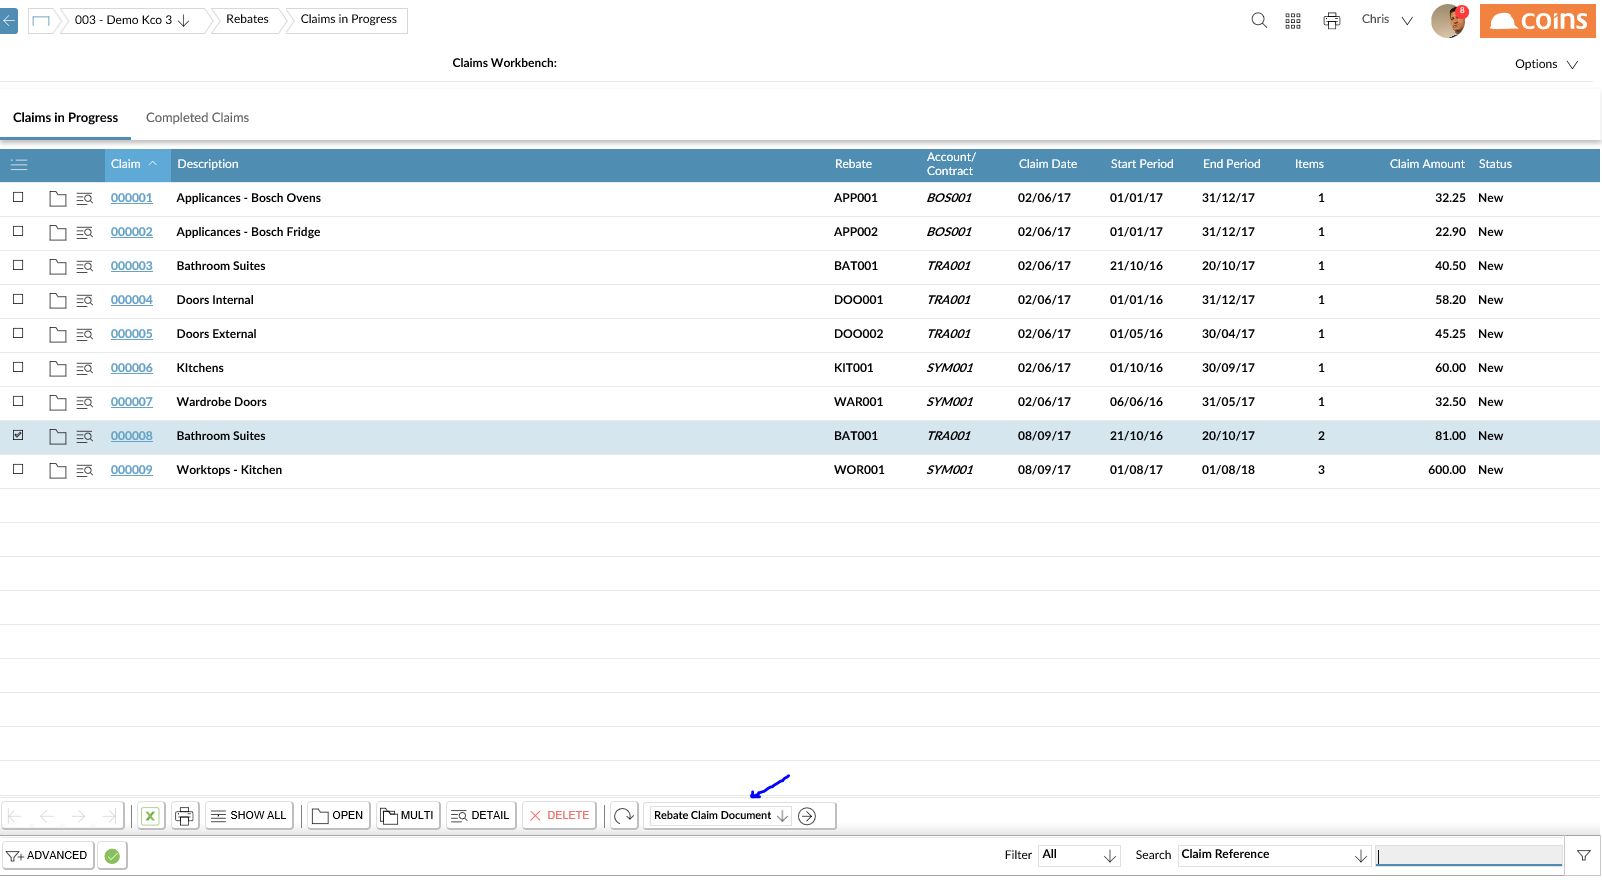 003 - Demo Kco 3
Rebates
Claims in Progress
Chris
8
coins
Claims Workbench:
Options
Claims in Progress
Completed Claims
Claim Description Rebate Account/ Contract Claim Date Start Period End Period Items Claim Amount Status
000001 Applicances - Bosch Ovens APP001 BOS001 02/06/17 01/01/17 31/12/17 1 32.25 New
000002 Applicances - Bosch Fridge APP002 BOS001 02/06/17 01/01/17 31/12/17 1 22.90 New
000003 Bathroom Suites BAT001 TRA001 02/06/17 21/10/16 20/10/17 1 40.50 New
000004 Doors Internal DOO001 TRA001 02/06/17 01/01/16 31/12/17 1 58.20 New
000005 Doors External DOO002 TRA001 02/06/17 01/05/16 30/04/17 1 45.25 New
000006 KItchens KIT001 SYM001 02/06/17 01/10/16 30/09/17 1 60.00 New
000007 Wardrobe Doors WAR001 SYM001 02/06/17 06/06/16 31/05/17 1 32.50 New
000008 Bathroom Suites BAT001 TRA001 08/09/17 21/10/16 20/10/17 2 81.00 New
000009 Worktops - Kitchen WOR001 SYM001 08/09/17 01/08/17 01/08/18 3 600.00 New
SHOW ALL OPEN MULTI DETAIL DELETE Rebate Claim Document
ADVANCED Filter All Search Claim Reference